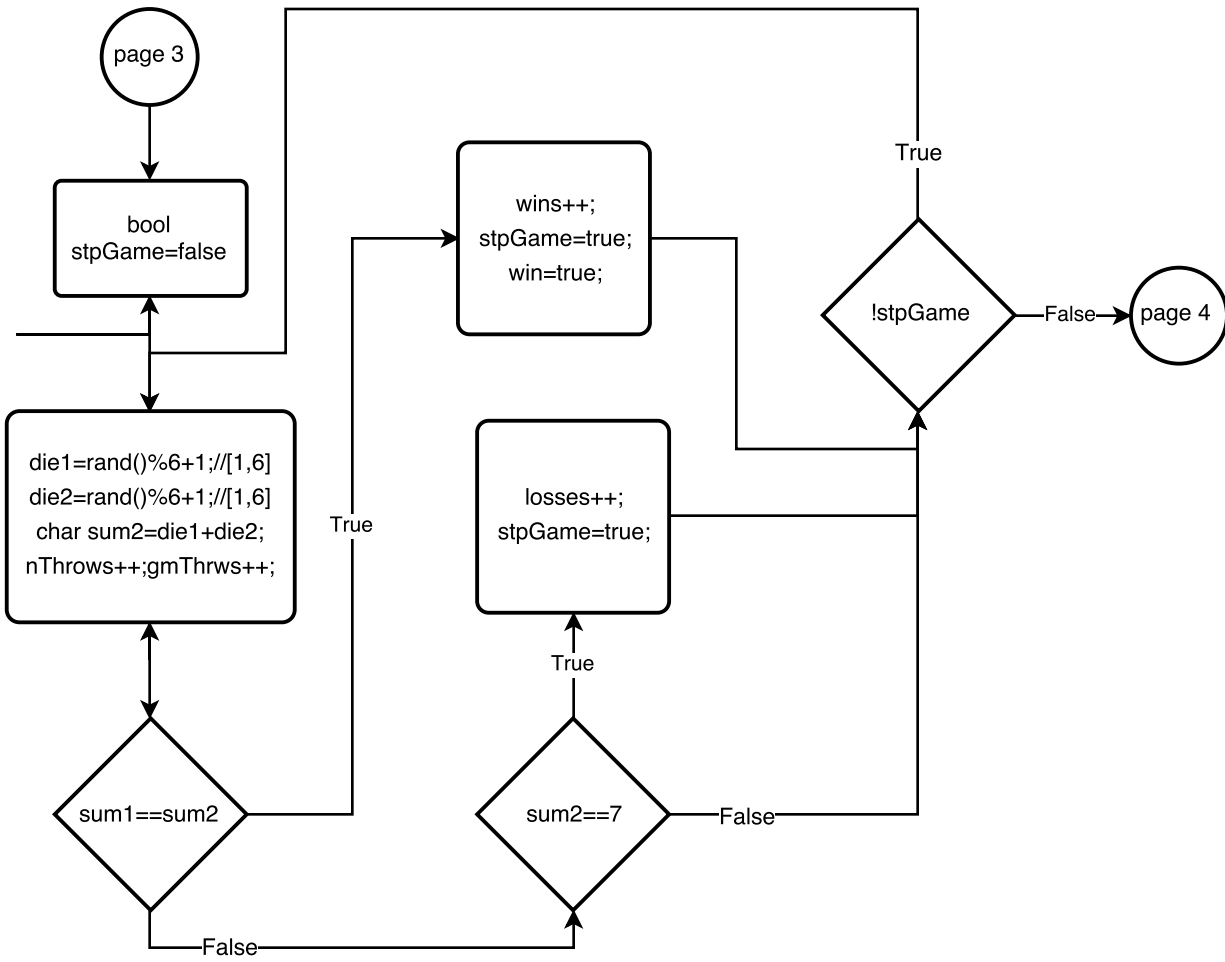 page 3
bool
stpGame=false
die1=rand()%6+1;//[1,6]
die2=rand()%6+1;//[1,6]
char sum2=die1+die2;
nThrows++;gmThrws++;
sum1==sum2
True
False
wins++;
stpGame=true;
win=true;
losses++;
stpGame=true;
True
sum2==7
False
True
!stpGame
False
page 4